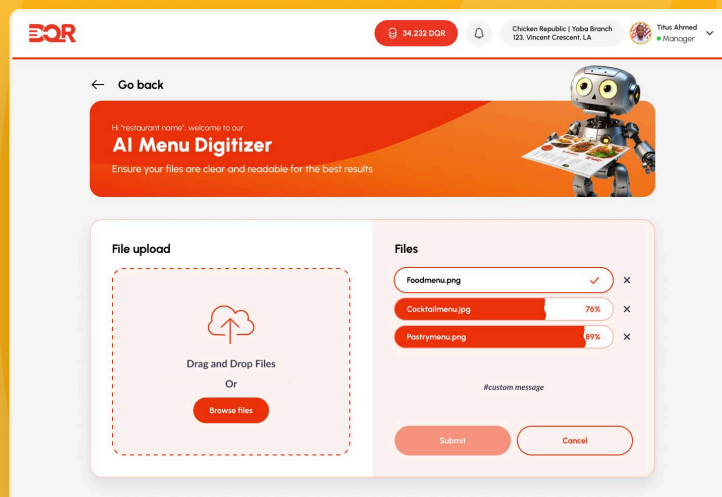 DQR
34,232 DQR
Chicken Republic | Yaba Branch
123, Vincent Crescent, LA
Titus Ahmed
Manager
Go back
Hi "restaurant name", welcome to our
AI Menu Digitizer
Ensure your files are clear and readable for the best results
File upload
Drag and Drop Files
Or
Browse files
Files
Foodmenu.png
Cocktailmenu.jpg 76%
Pastrymenu.png 89%
#custom message
Submit
Cancel